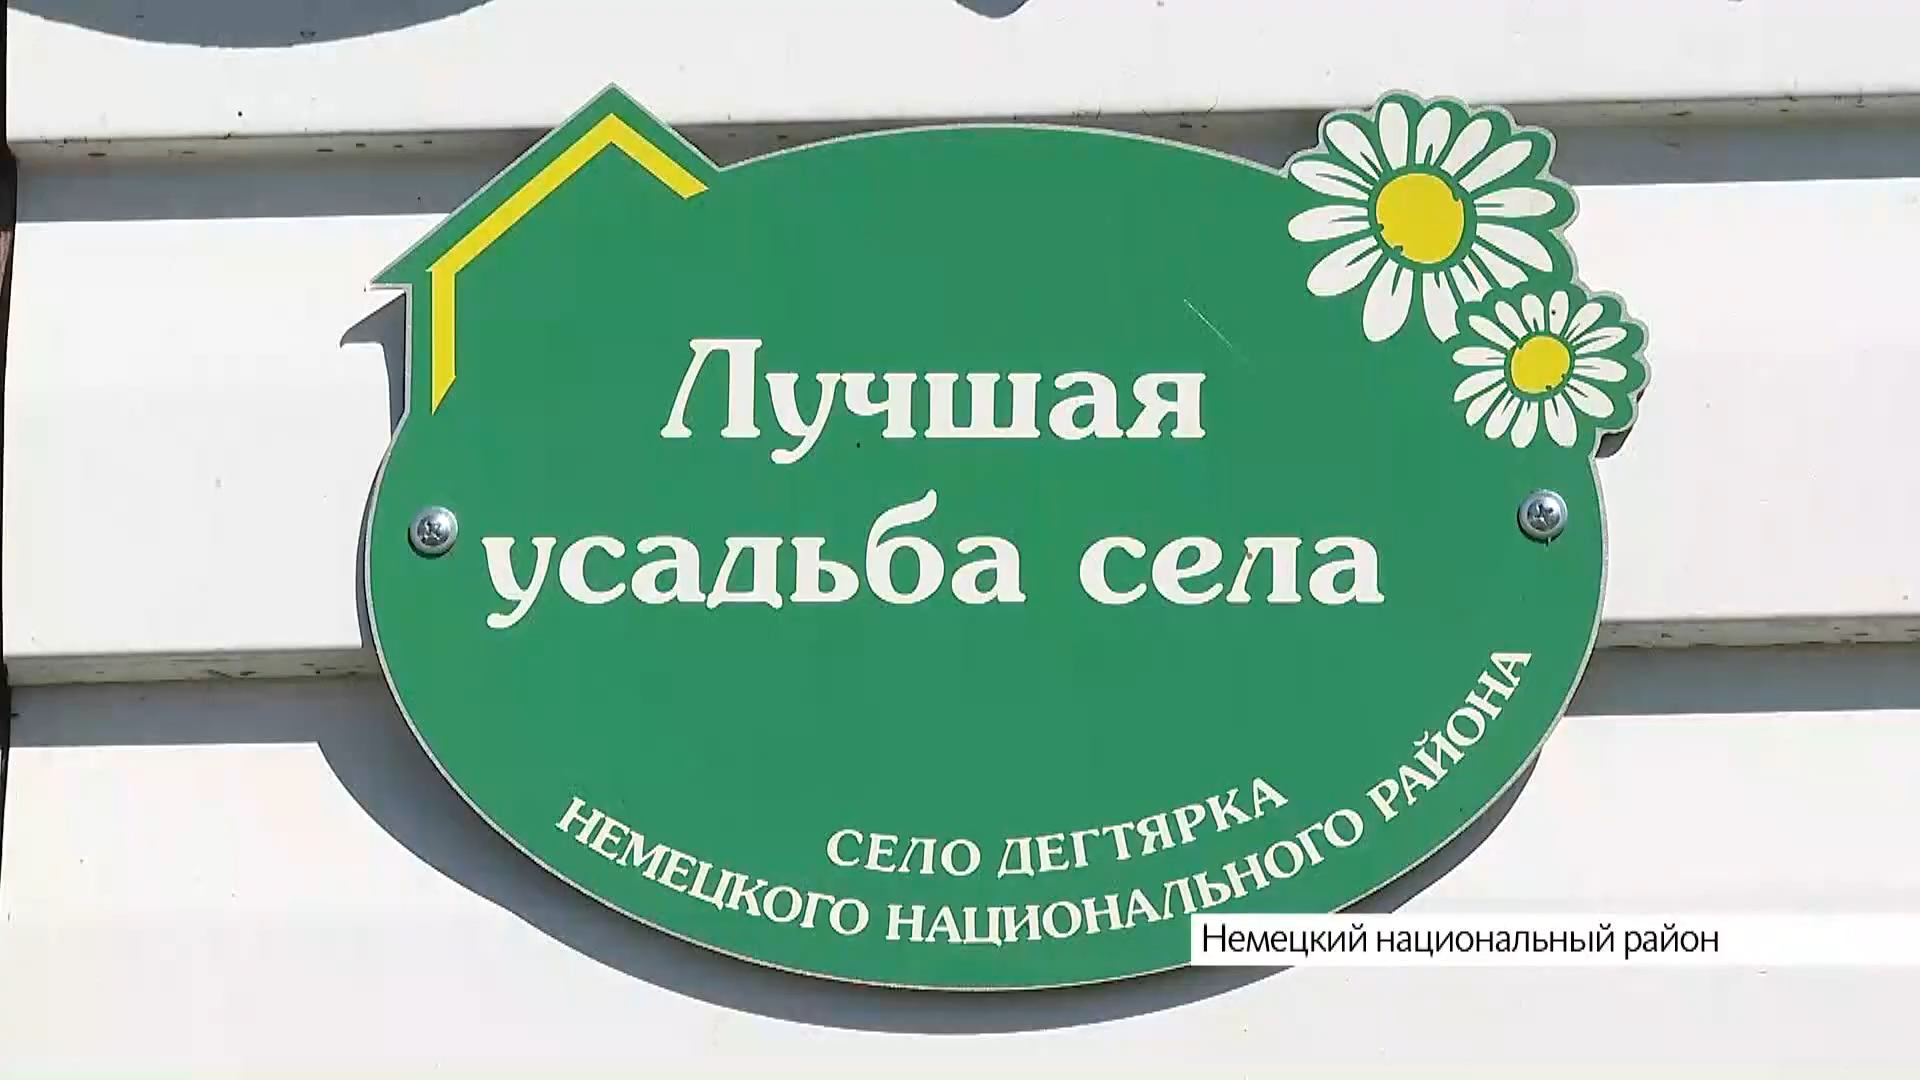 Лучшая
усадьба села
СЕЛО ДЕГТЯРКА
НЕМЕЦКОГО НАЦИОНАЛЬНОГО РАЙОНА
Немецкий национальный район